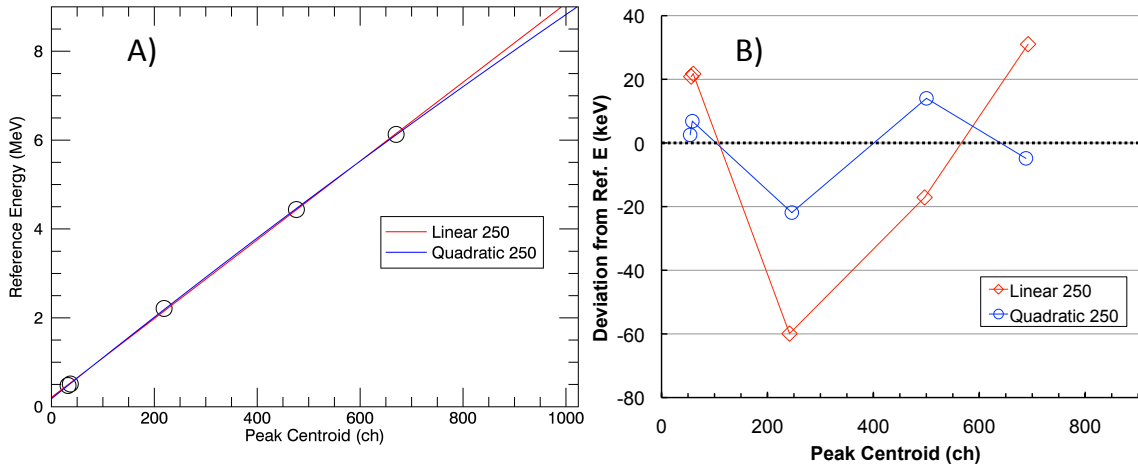 A)
Reference Energy (MeV)
8
6
4
2
0
Linear 250
Quadratic 250
0
200
400
600
800
1000
Peak Centroid (ch)
B)
Deviation from Ref. E (keV)
40
20
0
-20
-40
-60
-80
Linear 250
Quadratic 250
0
200
400
600
800
Peak Centroid (ch)